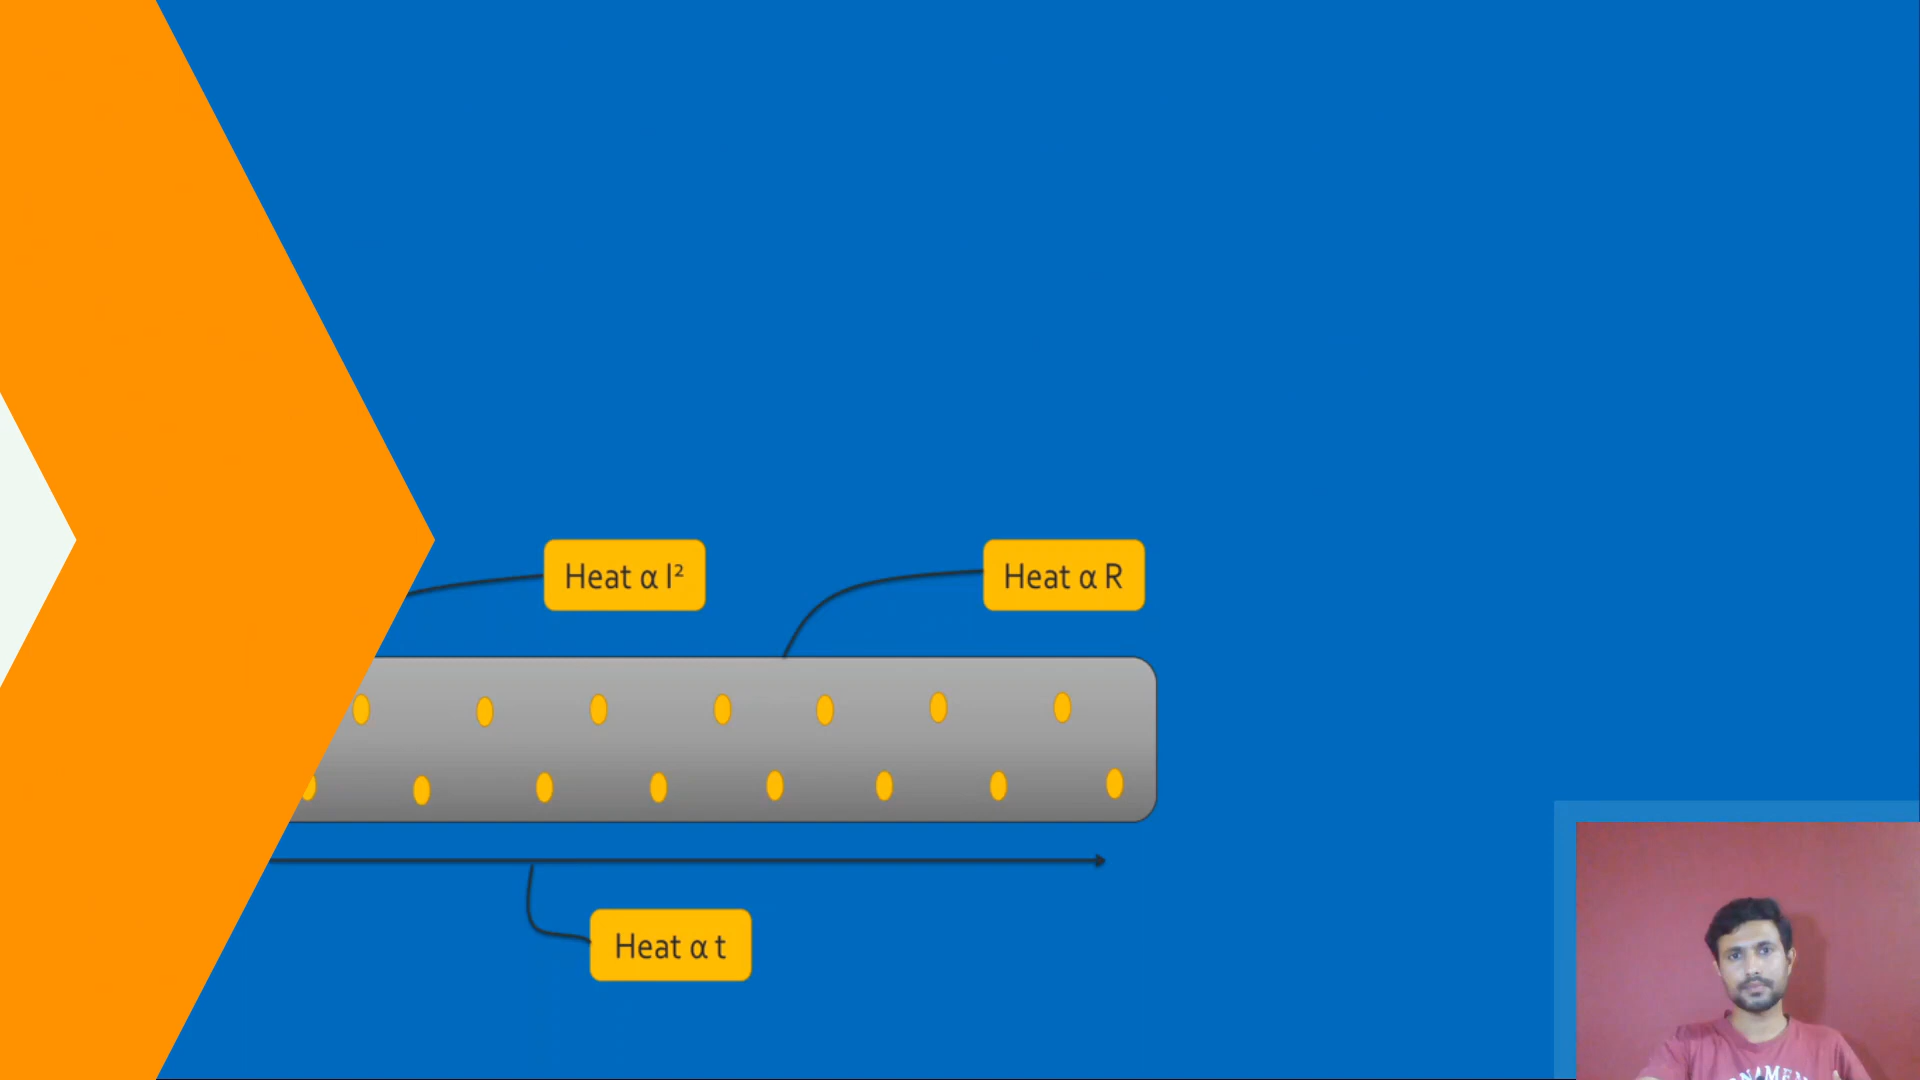 Heat α I²
Heat α R
Heat α t